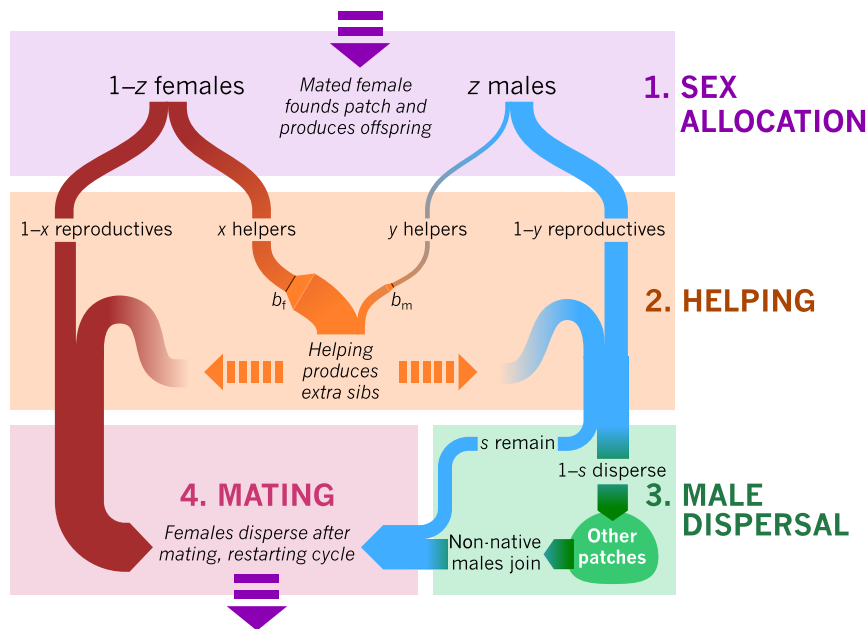 1–z females
Mated female
founds patch and
produces offspring
z males
1. SEX
ALLOCATION
1–x reproductives
x helpers
y helpers
1–y reproductives
bf
bm
2. HELPING
Helping
produces
extra sibs
s remain
1–s disperse
3. MALE
DISPERSAL
4. MATING
Females disperse after
mating, restarting cycle
Non-native
males join
Other
patches